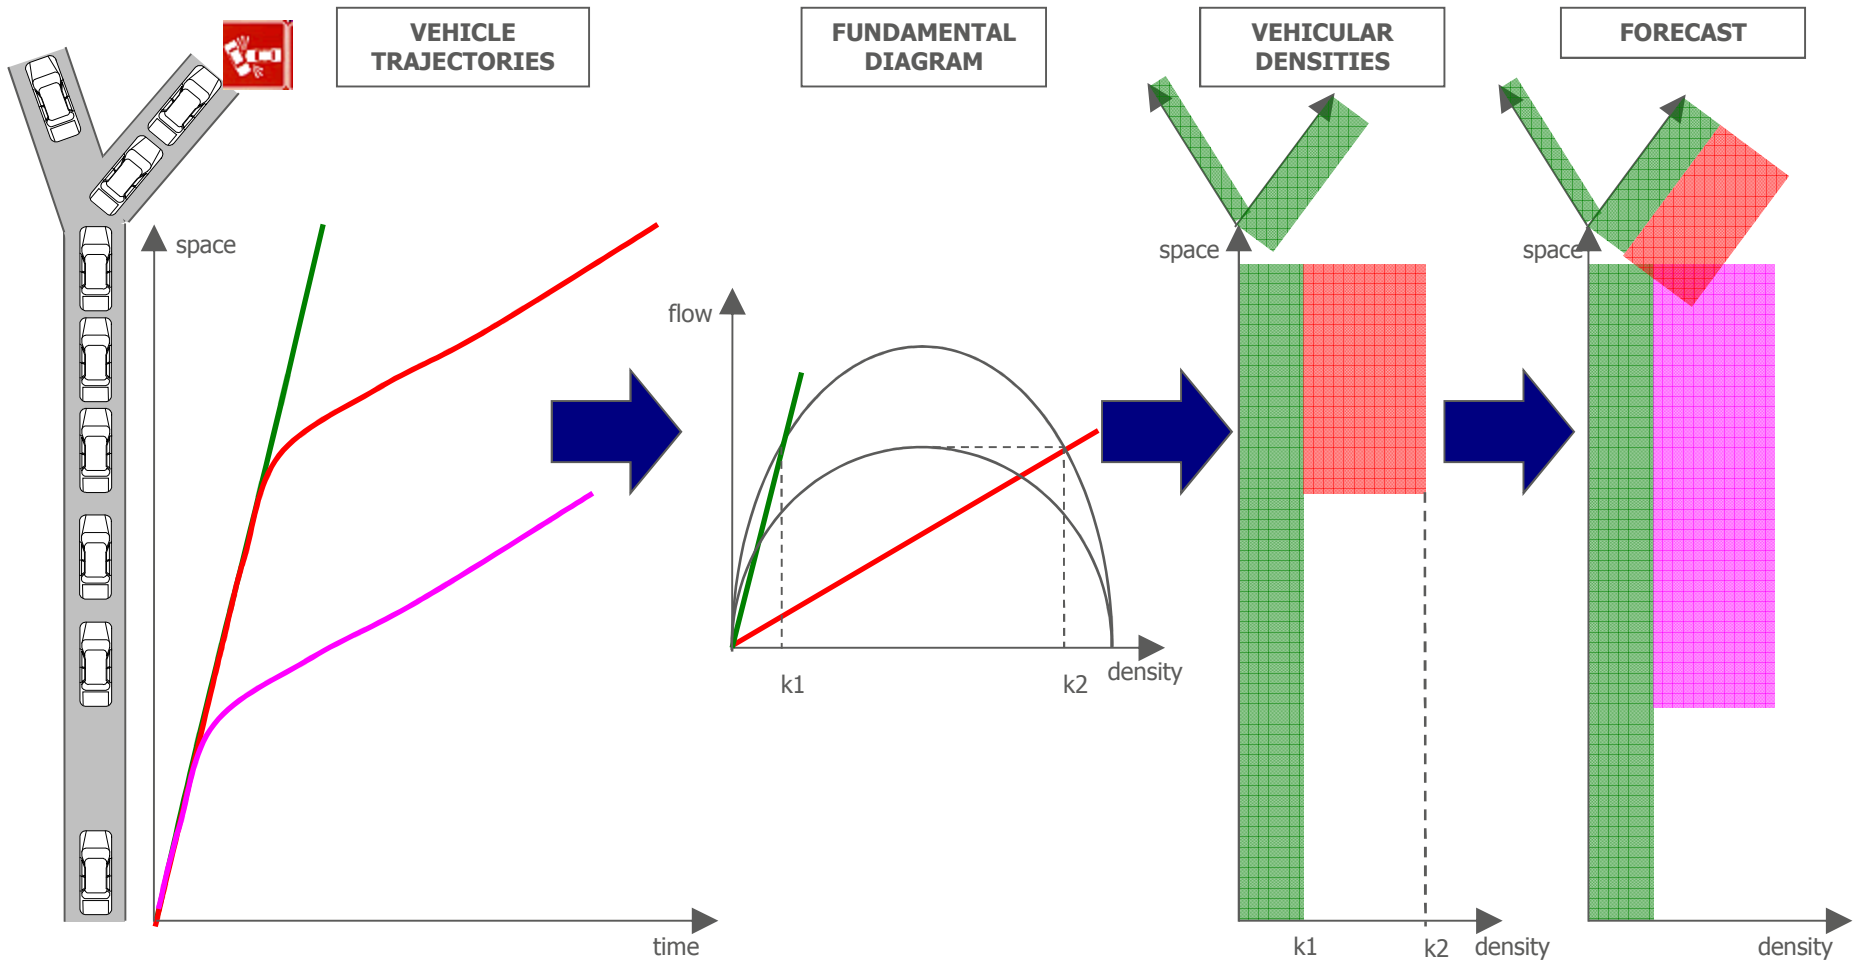 VEHICLE
TRAJECTORIES
FUNDAMENTAL
DIAGRAM
VEHICULAR
DENSITIES
FORECAST
space
time
flow
density
k1
k2
space
k1
k2
density
space
density